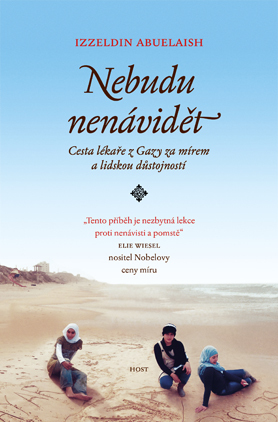 IZZELDIN ABUELAISH
Nebudu
nenávidět
Cesta lékaře z Gazy za mírem
a lidskou důstojností
„Tento příběh je nezbytná lekce
proti nenávisti a pomstě“
ELIE WIESEL
nositel Nobelovy
ceny míru
HOST